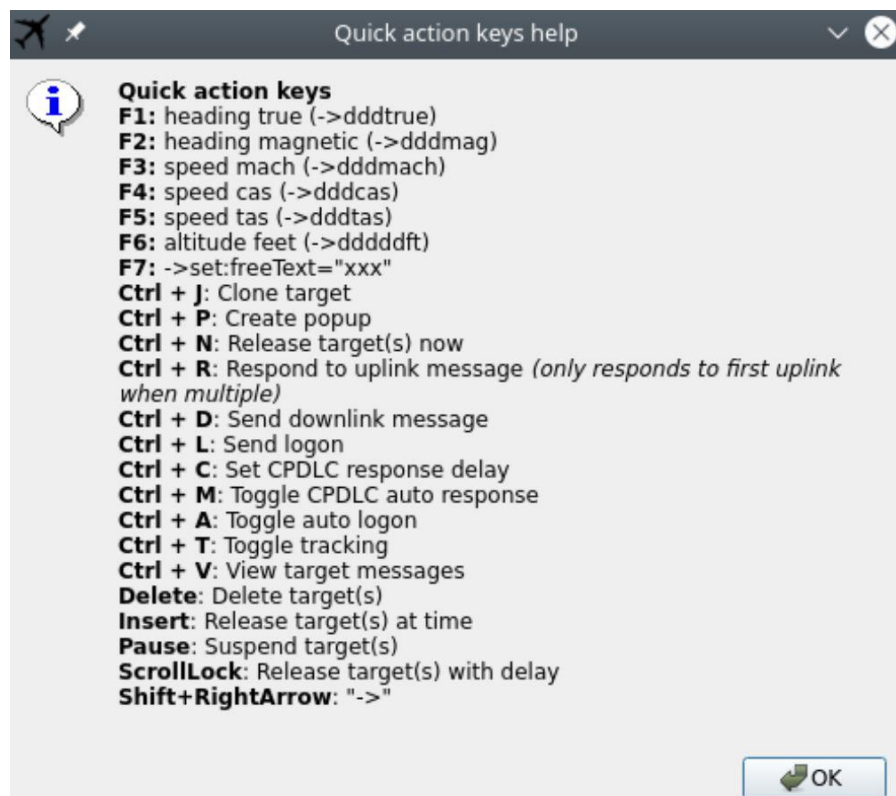 Quick action keys help
Quick action keys
F1: heading true (->dddtrue)
F2: heading magnetic (->dddmag)
F3: speed mach (->dddmach)
F4: speed cas (->dddcas)
F5: speed tas (->dddtas)
F6: altitude feet (->dddddft)
F7: ->set:freeText="xxx"
Ctrl + J: Clone target
Ctrl + P: Create popup
Ctrl + N: Release target(s) now
Ctrl + R: Respond to uplink message (only responds to first uplink
when multiple)
Ctrl + D: Send downlink message
Ctrl + L: Send logon
Ctrl + C: Set CPDLC response delay
Ctrl + M: Toggle CPDLC auto response
Ctrl + A: Toggle auto logon
Ctrl + T: Toggle tracking
Ctrl + V: View target messages
Delete: Delete target(s)
Insert: Release target(s) at time
Pause: Suspend target(s)
ScrollLock: Release target(s) with delay
Shift+RightArrow: "->"
OK